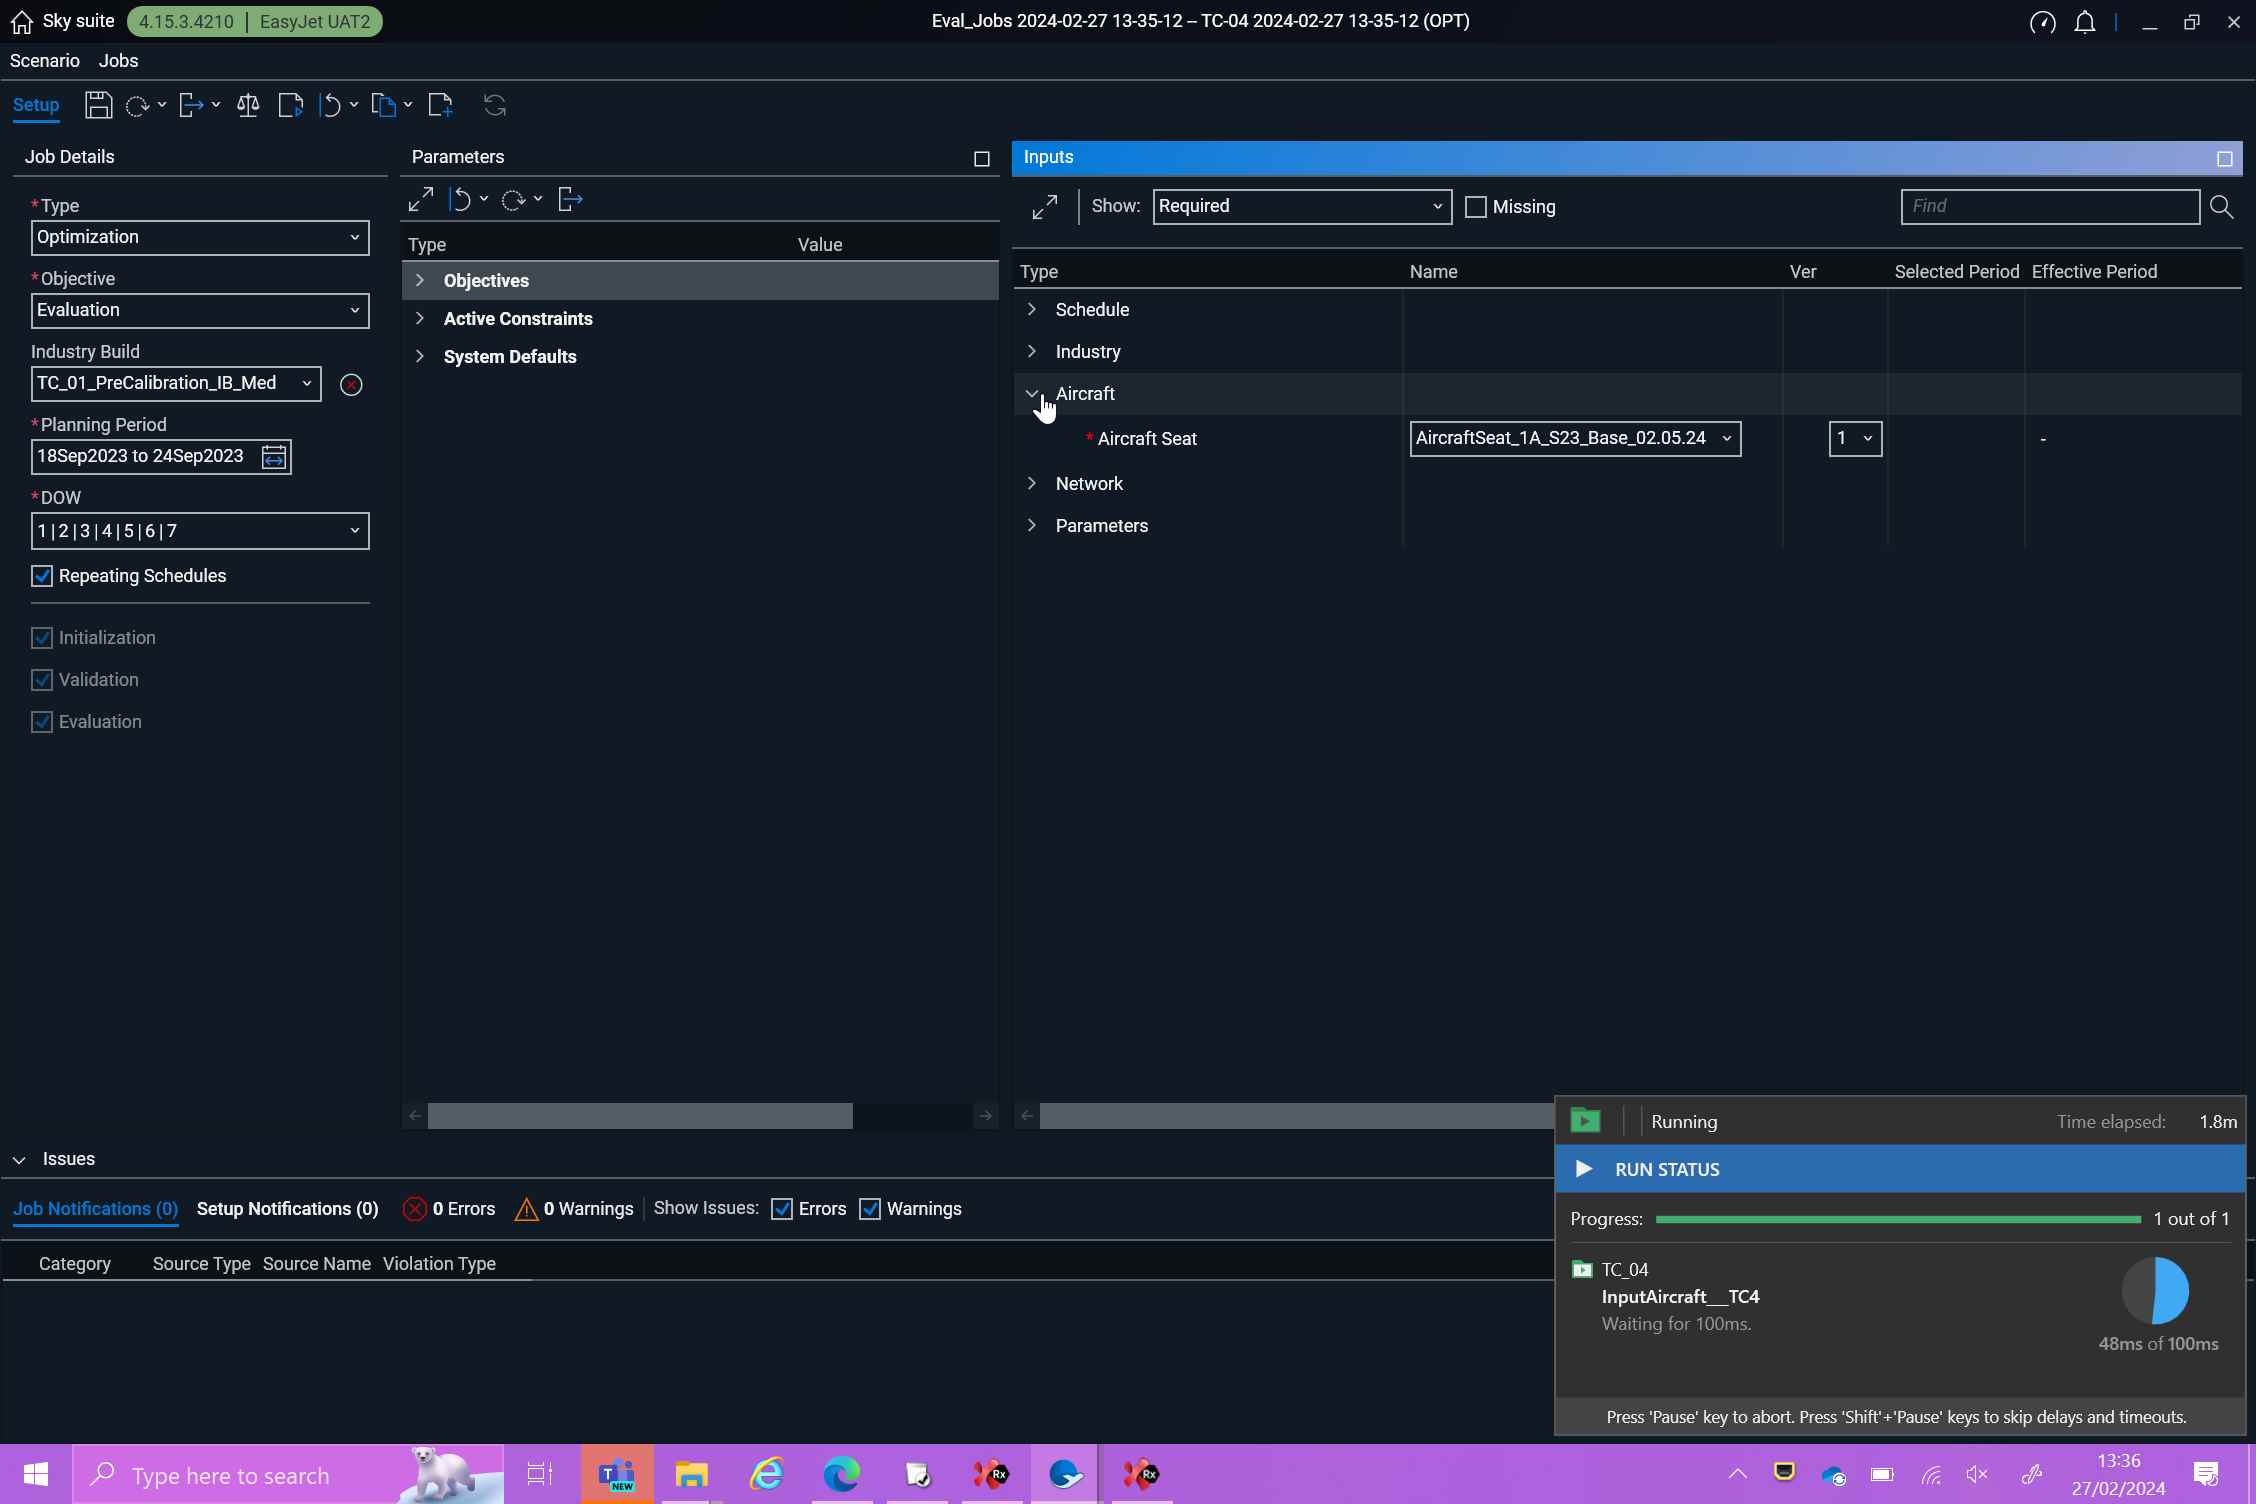 Sky suite 4.15.3.4210 | EasyJet UAT2 Eval_Jobs 2024-02-27 13-35-12 – TC-04 2024-02-27 13-35-12 (OPT)
Scenario Jobs
Setup
Job Details
*Type
Optimization
*Objective
Evaluation
Industry Build
TC_01_PreCalibration_IB_Med
*Planning Period
18Sep2023 to 24Sep2023
*DOW
1|2|3|4|5|6|7
Repeating Schedules
Initialization
Validation
Evaluation
Parameters
Type Value
Objectives
Active Constraints
System Defaults
Inputs
Show: Required Missing Find
Type Name Ver Selected Period Effective Period
Schedule
Industry
Aircraft
* Aircraft Seat AircraftSeat_1A_S23_Base_02.05.24 1 -
Network
Parameters
Issues
Job Notifications (0) Setup Notifications (0) 0 Errors 0 Warnings Show Issues: Errors Warnings
Category Source Type Source Name Violation Type
Running Time elapsed: 1.8m
RUN STATUS
Progress: 1 out of 1
TC_04
InputAircraft__TC4
Waiting for 100ms.
48ms of 100ms
Press 'Pause' key to abort. Press 'Shift'+'Pause' keys to skip delays and timeouts.
Type here to search
T
NEW
Rx
Rx
13:36
27/02/2024